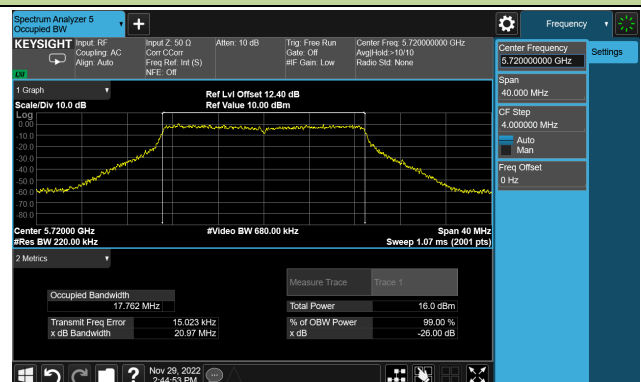 Spectrum Analyzer 5
Occupied BW
Frequency
KEYSIGHT
Input: RF
Coupling: AC
Align: Auto
Input Z: 50 Ω
Corr CCorr
Freq Ref: Int (S)
NFE: Off
Atten: 10 dB
Trig: Free Run
Gate: Off
#IF Gain: Low
Center Freq: 5.720000000 GHz
Avg|Hold:>10/10
Radio Std: None
LXI
Center Frequency
5.720000000 GHz
Settings
Span
40.000 MHz
CF Step
4.000000 MHz
Auto
Man
Freq Offset
0 Hz
1 Graph
Scale/Div 10.0 dB
Ref Lvl Offset 12.40 dB
Ref Value 10.00 dBm
Log
0.00
-10.0
-20.0
-30.0
-40.0
-50.0
-60.0
-70.0
-80.0
Center 5.72000 GHz
#Res BW 220.00 kHz
#Video BW 680.00 kHz
Span 40 MHz
Sweep 1.07 ms (2001 pts)
2 Metrics
Measure Trace
Trace 1
Occupied Bandwidth
17.762 MHz
Total Power
16.0 dBm
Transmit Freq Error
15.023 kHz
% of OBW Power
99.00 %
x dB Bandwidth
20.97 MHz
x dB
-26.00 dB
?
Nov 29, 2022
2:44:53 PM